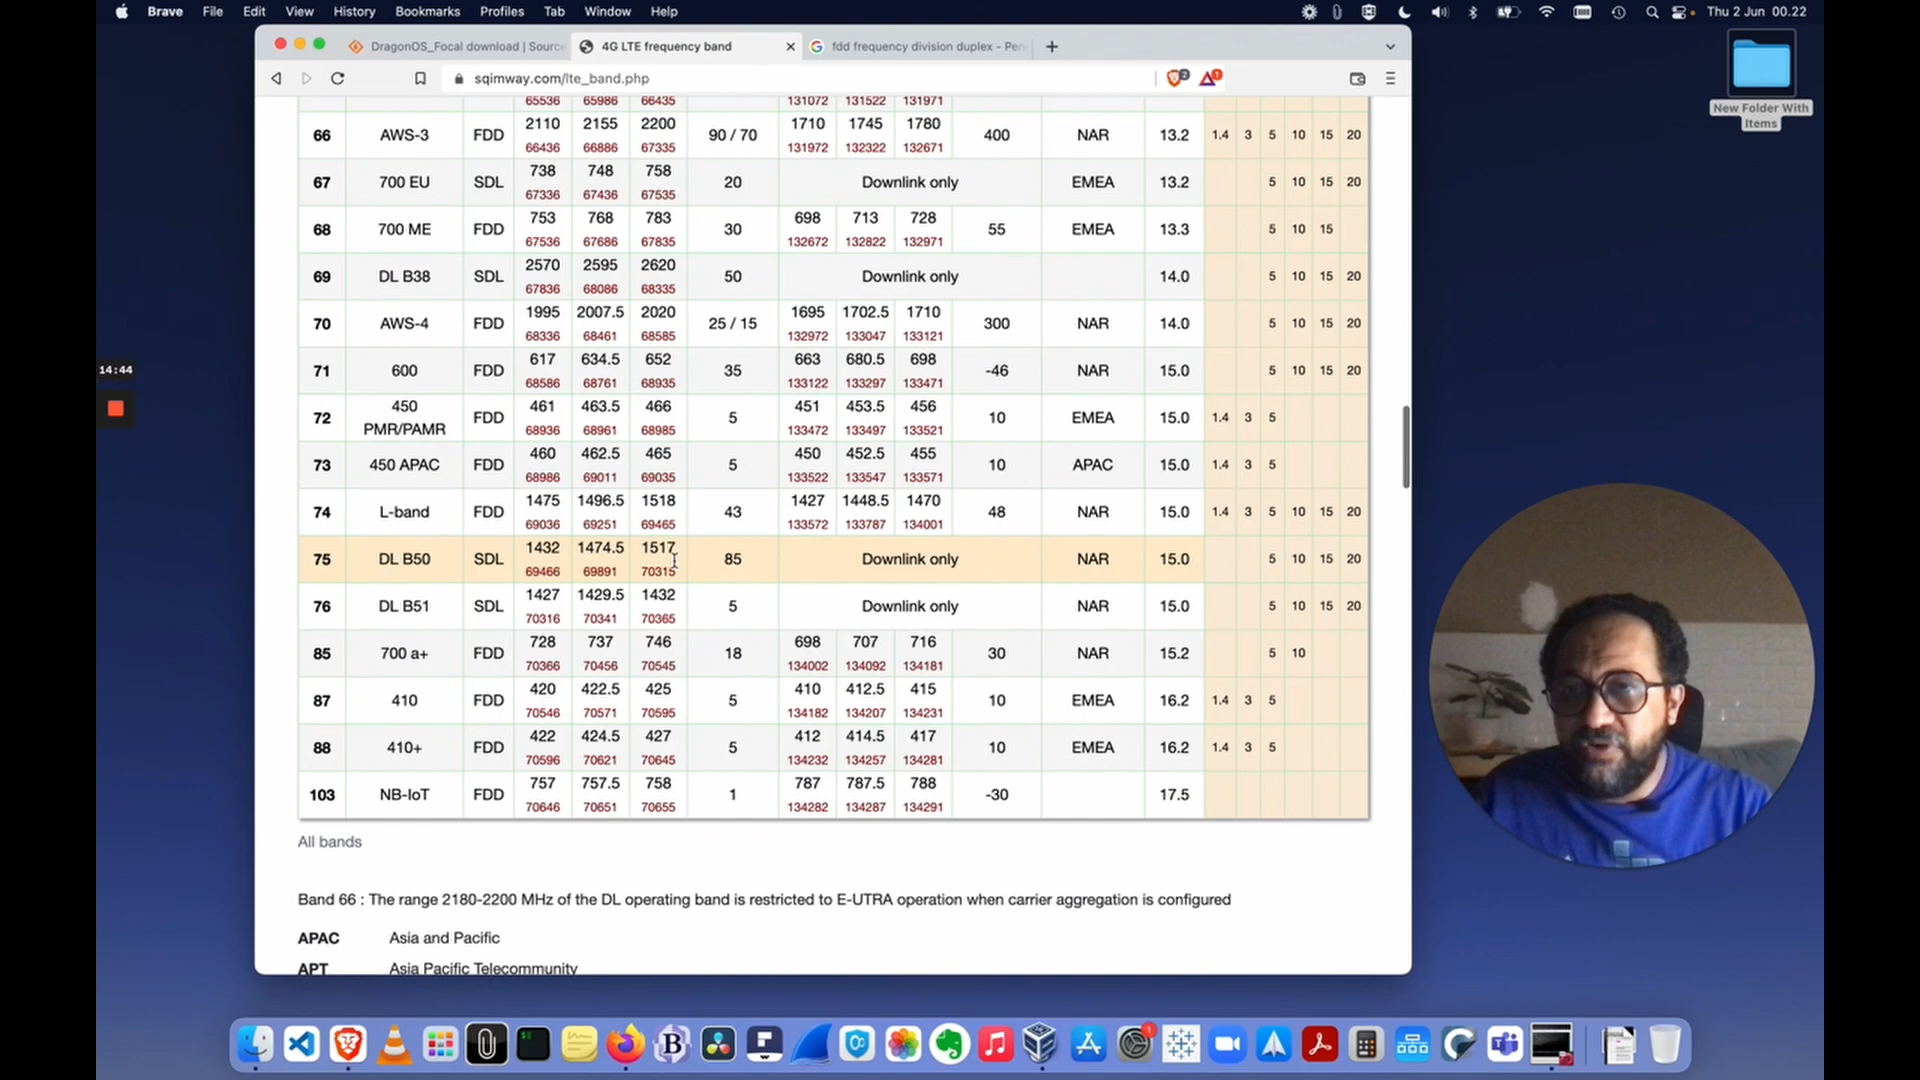 Brave File Edit View History Bookmarks Profiles Tab Window Help Thu 2 Jun 00.22
DragonOS_Focal download | Source
4G LTE frequency band
fdd frequency division duplex - Pen
sqimway.com/lte_band.php
2 1
New Folder With
Items
14:44
65536 65986 66435 131072 131522 131971
66 AWS-3 FDD 2110 2155 2200 90 / 70 1710 1745 1780 400 NAR 13.2 1.4 3 5 10 15 20
66436 66886 67335 131972 132322 132671
67 700 EU SDL 738 748 758 20 Downlink only EMEA 13.2 5 10 15 20
67336 67436 67535
68 700 ME FDD 753 768 783 30 698 713 728 55 EMEA 13.3 5 10 15
67536 67686 67835 132672 132822 132971
69 DL B38 SDL 2570 2595 2620 50 Downlink only 14.0 5 10 15 20
67836 68086 68335
70 AWS-4 FDD 1995 2007.5 2020 25 / 15 1695 1702.5 1710 300 NAR 14.0 5 10 15 20
68336 68461 68585 132972 133047 133121
71 600 FDD 617 634.5 652 35 663 680.5 698 -46 NAR 15.0 5 10 15 20
68586 68761 68935 133122 133297 133471
72 450 PMR/PAMR FDD 461 463.5 466 5 451 453.5 456 10 EMEA 15.0 1.4 3 5
68936 68961 68985 133472 133497 133521
73 450 APAC FDD 460 462.5 465 5 450 452.5 455 10 APAC 15.0 1.4 3 5
68986 69011 69035 133522 133547 133571
74 L-band FDD 1475 1496.5 1518 43 1427 1448.5 1470 48 NAR 15.0 1.4 3 5 10 15 20
69036 69251 69465 133572 133787 134001
75 DL B50 SDL 1432 1474.5 1517 85 Downlink only NAR 15.0 5 10 15 20
69466 69891 70315
76 DL B51 SDL 1427 1429.5 1432 5 Downlink only NAR 15.0 5 10 15 20
70316 70341 70365
85 700 a+ FDD 728 737 746 18 698 707 716 30 NAR 15.2 5 10
70366 70456 70545 134002 134092 134181
87 410 FDD 420 422.5 425 5 410 412.5 415 10 EMEA 16.2 1.4 3 5
70546 70571 70595 134182 134207 134231
88 410+ FDD 422 424.5 427 5 412 414.5 417 10 EMEA 16.2 1.4 3 5
70596 70621 70645 134232 134257 134281
103 NB-IoT FDD 757 757.5 758 1 787 787.5 788 -30 17.5
70646 70651 70655 134282 134287 134291
All bands
Band 66 : The range 2180-2200 MHz of the DL operating band is restricted to E-UTRA operation when carrier aggregation is configured
APAC Asia and Pacific
APT Asia Pacific Telecommunity